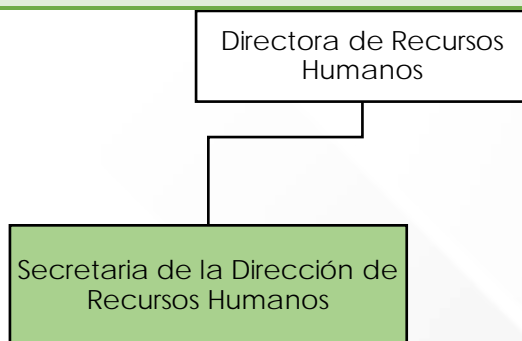 Directora de Recursos
Humanos
Secretaria de la Dirección de
Recursos Humanos